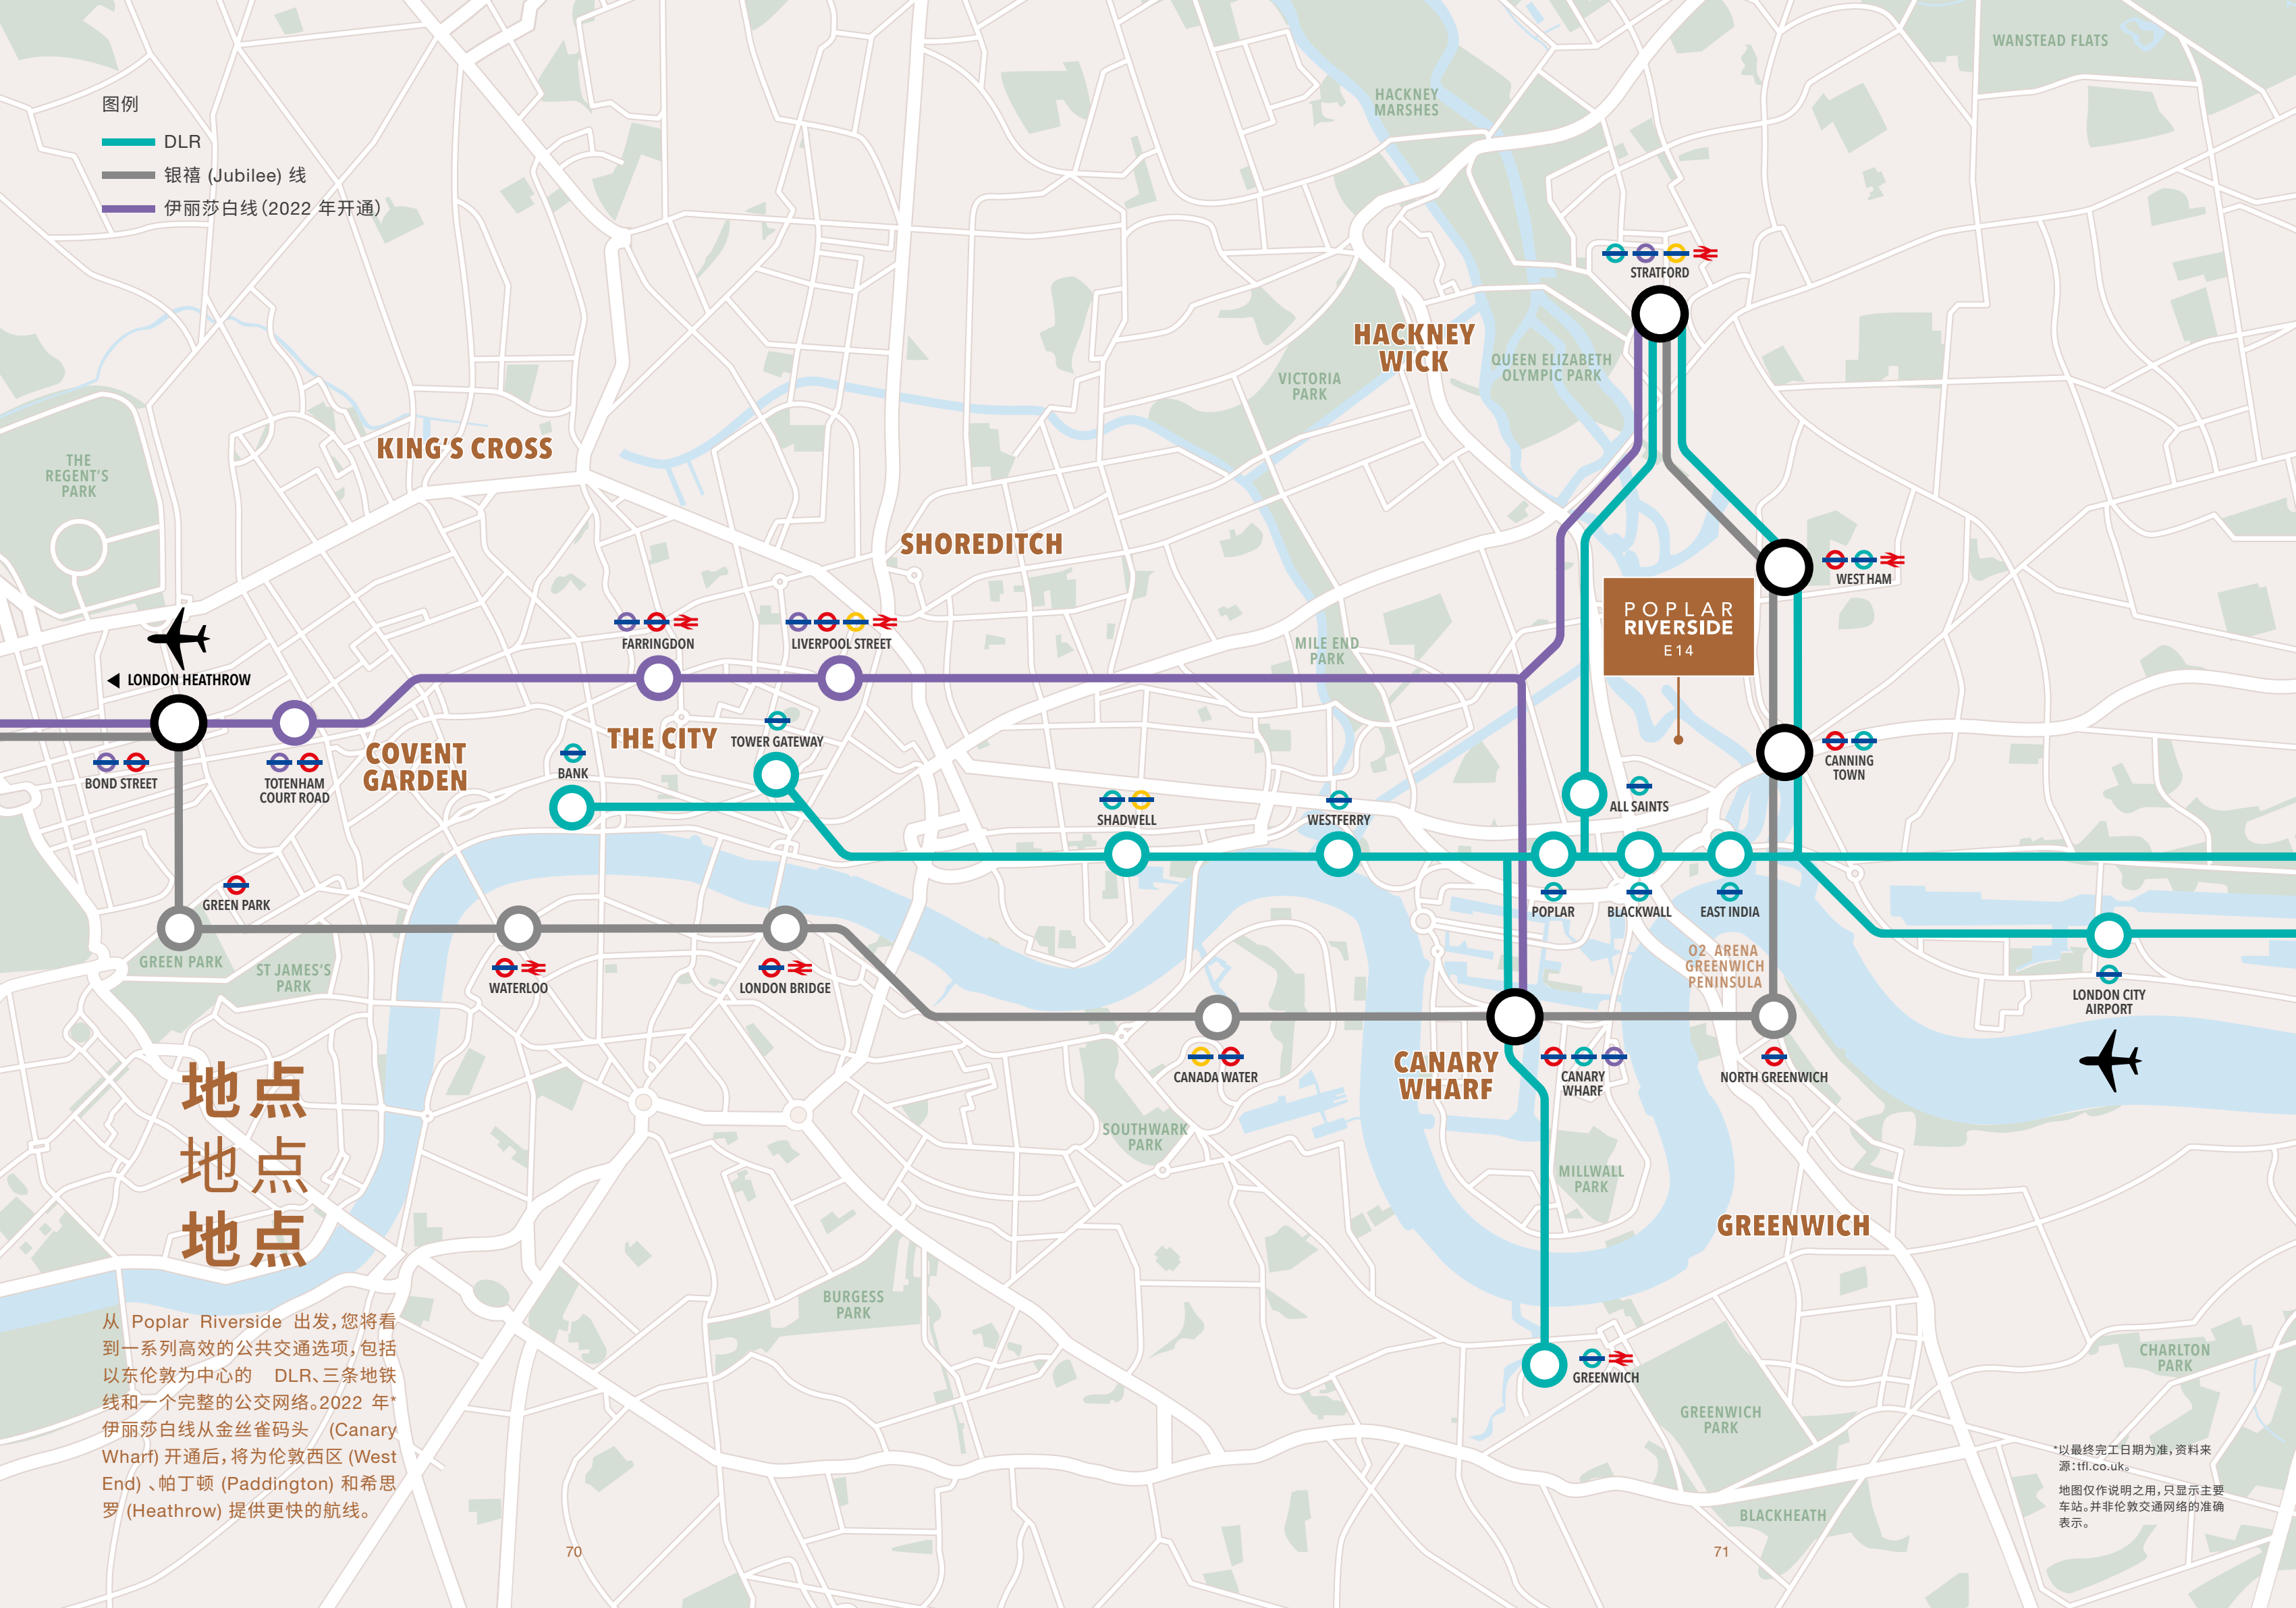 图例
DLR
银禧 (Jubilee) 线
伊丽莎白线（2022 年开通）
WANSTEAD FLATS
HACKNEY
MARSHES
STRATFORD
HACKNEY
WICK
QUEEN ELIZABETH
OLYMPIC PARK
VICTORIA
PARK
KING'S CROSS
THE
REGENT'S
PARK
SHOREDITCH
WEST HAM
POPLAR
RIVERSIDE
E14
FARRINGDON
LIVERPOOL STREET
MILE END
PARK
LONDON HEATHROW
BOND STREET
TOTENHAM
COURT ROAD
COVENT
GARDEN
THE CITY
TOWER GATEWAY
BANK
CANNING
TOWN
SHADWELL
WESTFERRY
ALL SAINTS
POPLAR
BLACKWALL
EAST INDIA
GREEN PARK
GREEN PARK
ST JAMES'S
PARK
WATERLOO
LONDON BRIDGE
O2 ARENA
GREENWICH
PENINSULA
LONDON CITY
AIRPORT
CANADA WATER
CANARY
WHARF
CANARY
WHARF
NORTH GREENWICH
SOUTHWARK
PARK
MILLWALL
PARK
GREENWICH
地点
地点
地点
BURGESS
PARK
GREENWICH
CHARLTON
PARK
GREENWICH
PARK
BLACKHEATH
从 Poplar Riverside 出发，您将看
到一系列高效的公共交通选项，包括
以东伦敦为中心的 DLR、三条地铁
线和一个完整的公交网络。2022 年*
伊丽莎白线从金丝雀码头 (Canary
Wharf) 开通后，将为伦敦西区 (West
End) 、帕丁顿 (Paddington) 和希思
罗 (Heathrow) 提供更快的航线。
*以最终完工日期为准，资料来
源：tfl.co.uk。
地图仅作说明之用，只显示主要
车站。并非伦敦交通网络的准确
表示。
70
71